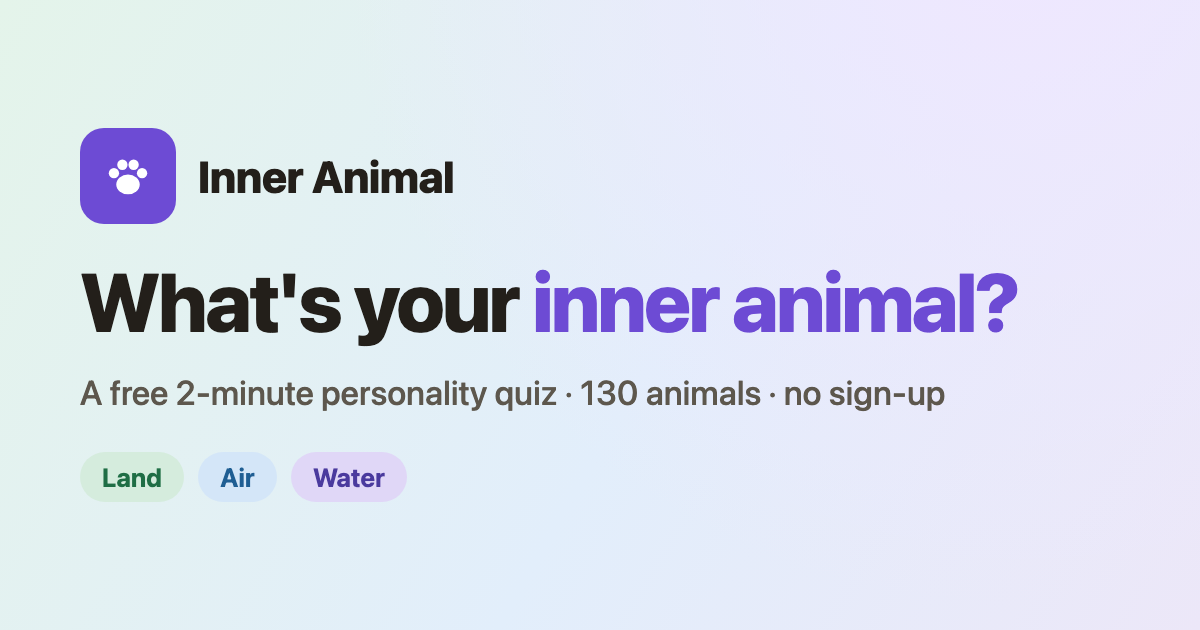 Inner Animal
What's your inner animal?
A free 2-minute personality quiz · 130 animals · no sign-up
Land Air Water